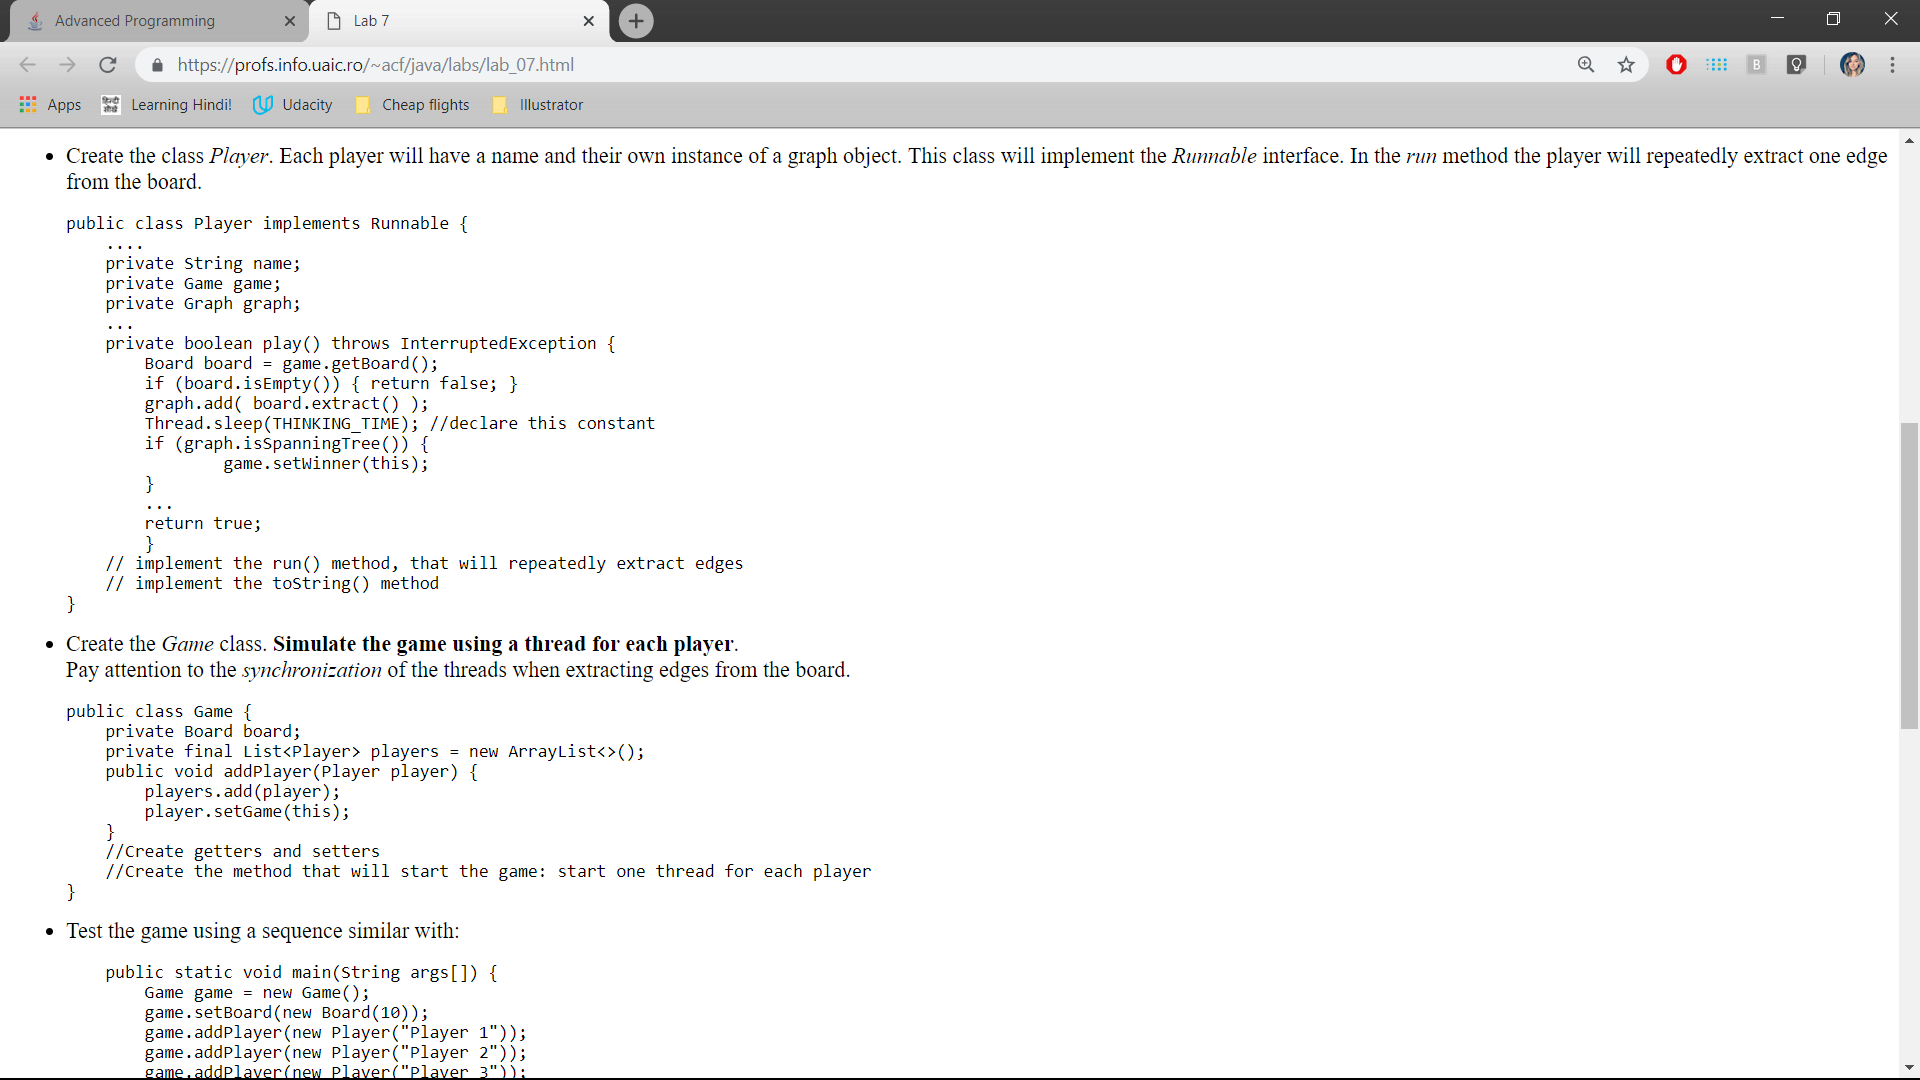 Advanced Programming
Lab 7
https://profs.info.uaic.ro/~acf/java/labs/lab_07.html
B
Apps
Learning Hindi!
Udacity
Cheap flights
Illustrator
• Create the class Player. Each player will have a name and their own instance of a graph object. This class will implement the Runnable interface. In the run method the player will repeatedly extract one edge
from the board.
public class Player implements Runnable {
    ....
    private String name;
    private Game game;
    private Graph graph;
    ...
    private boolean play() throws InterruptedException {
        Board board = game.getBoard();
        if (board.isEmpty()) { return false; }
        graph.add( board.extract() );
        Thread.sleep(THINKING_TIME); //declare this constant
        if (graph.isSpanningTree()) {
                game.setWinner(this);
        }
        ...
        return true;
        }
    // implement the run() method, that will repeatedly extract edges
    // implement the toString() method
}
• Create the Game class. Simulate the game using a thread for each player.
Pay attention to the synchronization of the threads when extracting edges from the board.
public class Game {
    private Board board;
    private final List<Player> players = new ArrayList<>();
    public void addPlayer(Player player) {
        players.add(player);
        player.setGame(this);
    }
    //Create getters and setters
    //Create the method that will start the game: start one thread for each player
}
• Test the game using a sequence similar with:
    public static void main(String args[]) {
        Game game = new Game();
        game.setBoard(new Board(10));
        game.addPlayer(new Player("Player 1"));
        game.addPlayer(new Player("Player 2"));
        game.addPlayer(new Player("Player 3"));